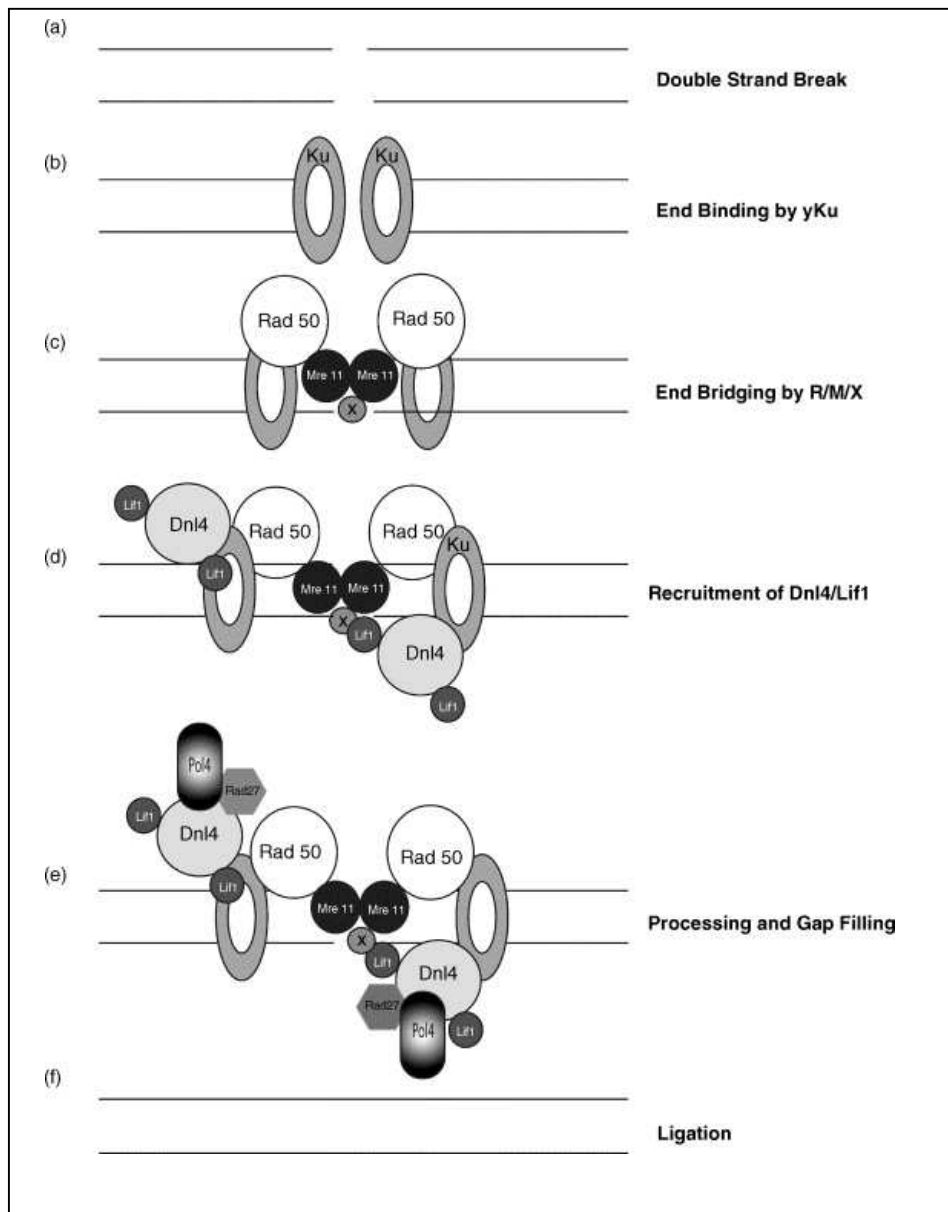 (a)
Double Strand Break
(b)
Ku Ku
End Binding by yKu
Rad 50 Rad 50
(c)
Mre 11 Mre 11
X
End Bridging by R/M/X
Lif1
Dnl4
Rad 50 Rad 50
Ku
(d)
Lif1
Mre 11 Mre 11
Recruitment of Dnl4/Lif1
X
Lif1
Dnl4
Lif1
Pol4
Rad27
Lif1
Dnl4
Rad 50 Rad 50
(e)
Lif1
Mre 11 Mre 11
Processing and Gap Filling
X
Lif1
Dnl4
Rad27
Pol4
Lif1
(f)
Ligation